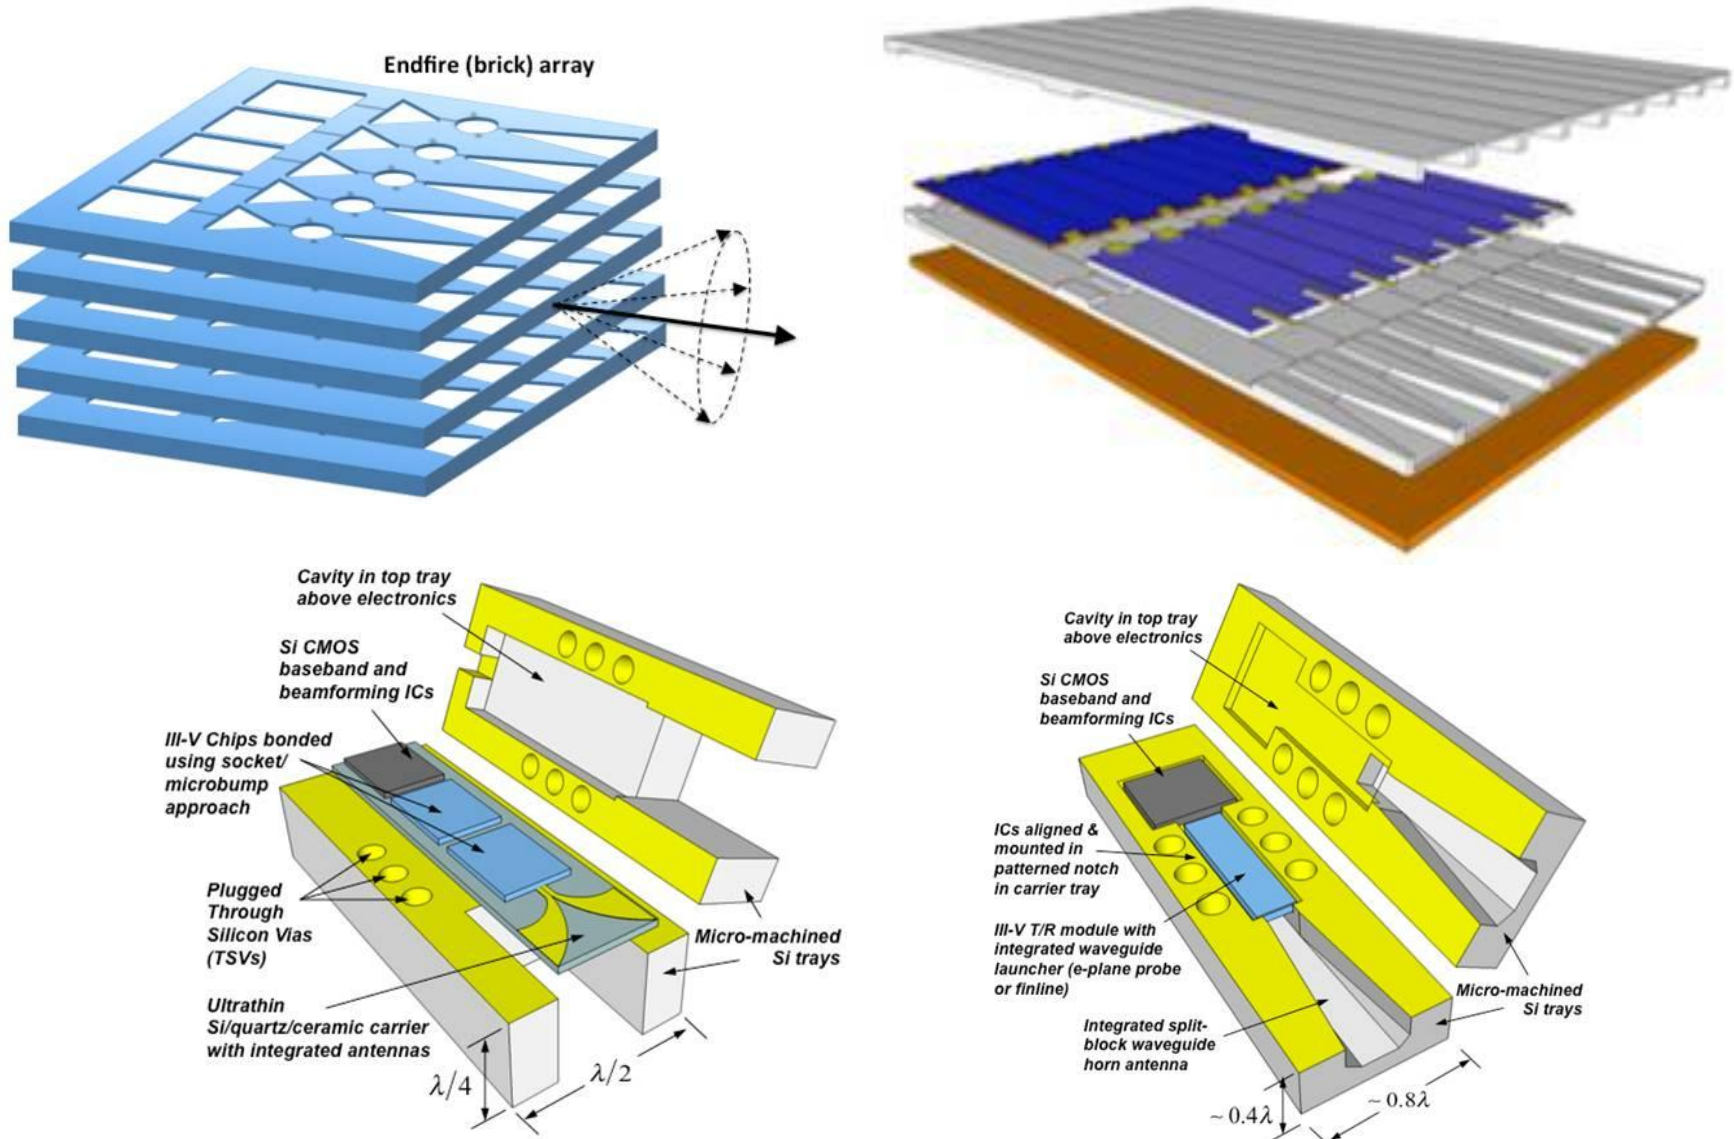 Endfire (brick) array
Cavity in top tray
above electronics
Si CMOS
baseband and
beamforming ICs
III-V Chips bonded
using socket/
microbump
approach
Plugged
Through
Silicon Vias
(TSVs)
Ultrathin
Si/quartz/ceramic carrier
with integrated antennas
Micro-machined
Si trays
λ/4
λ/2
Cavity in top tray
above electronics
Si CMOS
baseband and
beamforming ICs
ICs aligned &
mounted in
patterned notch
in carrier tray
III-V T/R module with
integrated waveguide
launcher (e-plane probe
or finline)
Integrated split-
block waveguide
horn antenna
Micro-machined
Si trays
~ 0.4λ
~ 0.8λ